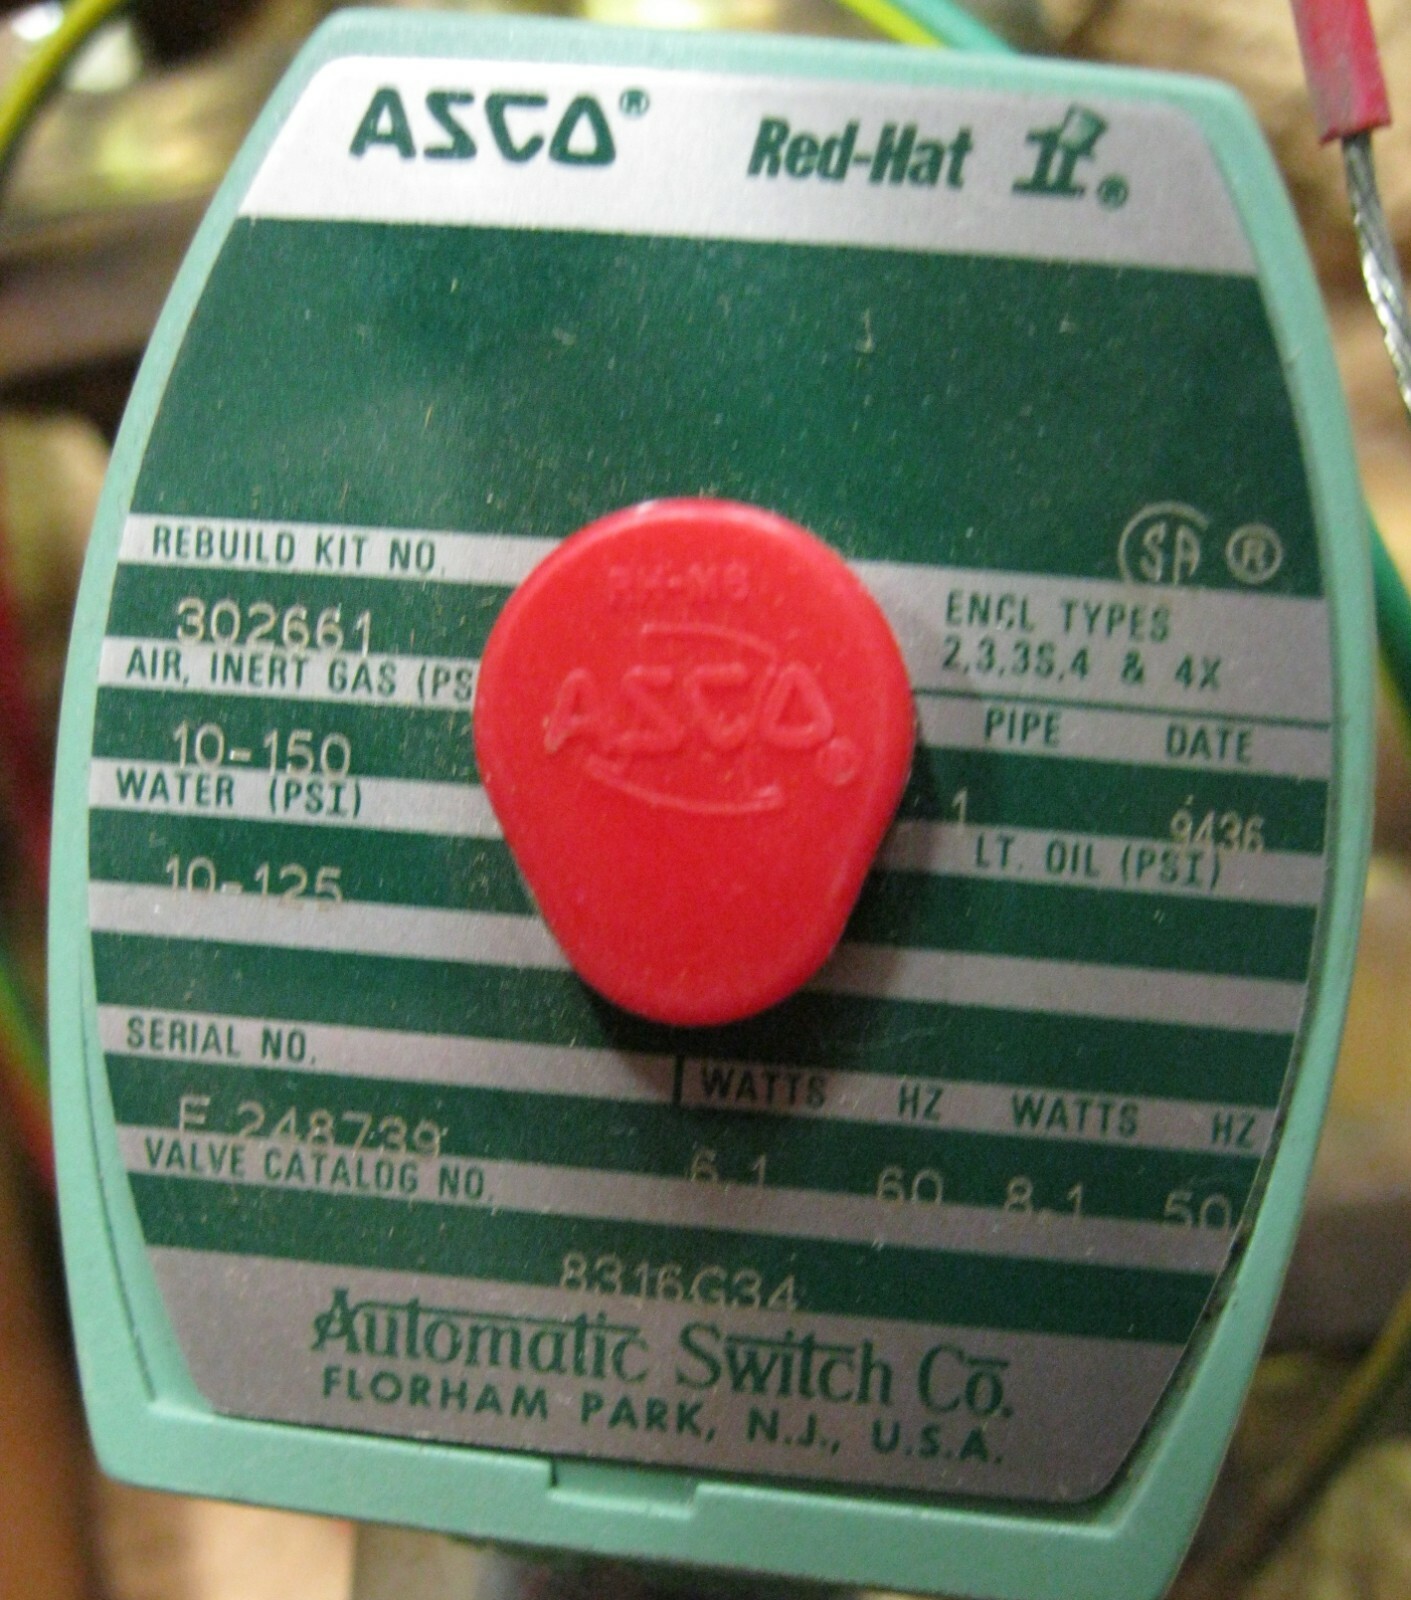 ASCO® Red-Hat II®
SA ®
REBUILD KIT NO.
302661
ENCL TYPES
2,3,3S,4 & 4X
AIR, INERT GAS (PS
PIPE DATE
10-150
1 9436
WATER (PSI)
LT. OIL (PSI)
10-125
ASCO®
SERIAL NO.
WATTS HZ WATTS HZ
E 248739
6.1 60 8.1 50
VALVE CATALOG NO.
8316G34
Automatic Switch Co.
FLORHAM PARK, N.J., U.S.A.